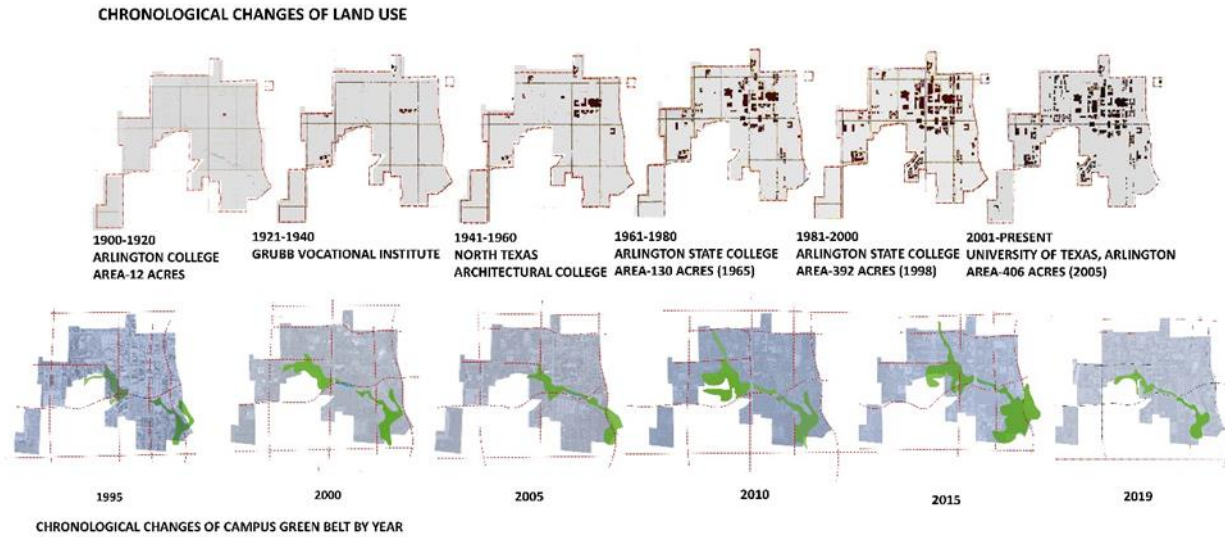 CHRONOLOGICAL CHANGES OF LAND USE
1900-1920
ARLINGTON COLLEGE
AREA-12 ACRES
1921-1940
GRUBB VOCATIONAL INSTITUTE
1941-1960
NORTH TEXAS
ARCHITECTURAL COLLEGE
1961-1980
ARLINGTON STATE COLLEGE
AREA-130 ACRES (1965)
1981-2000
ARLINGTON STATE COLLEGE
AREA-392 ACRES (1998)
2001-PRESENT
UNIVERSITY OF TEXAS, ARLINGTON
AREA-406 ACRES (2005)
1995
2000
2005
2010
2015
2019
CHRONOLOGICAL CHANGES OF CAMPUS GREEN BELT BY YEAR